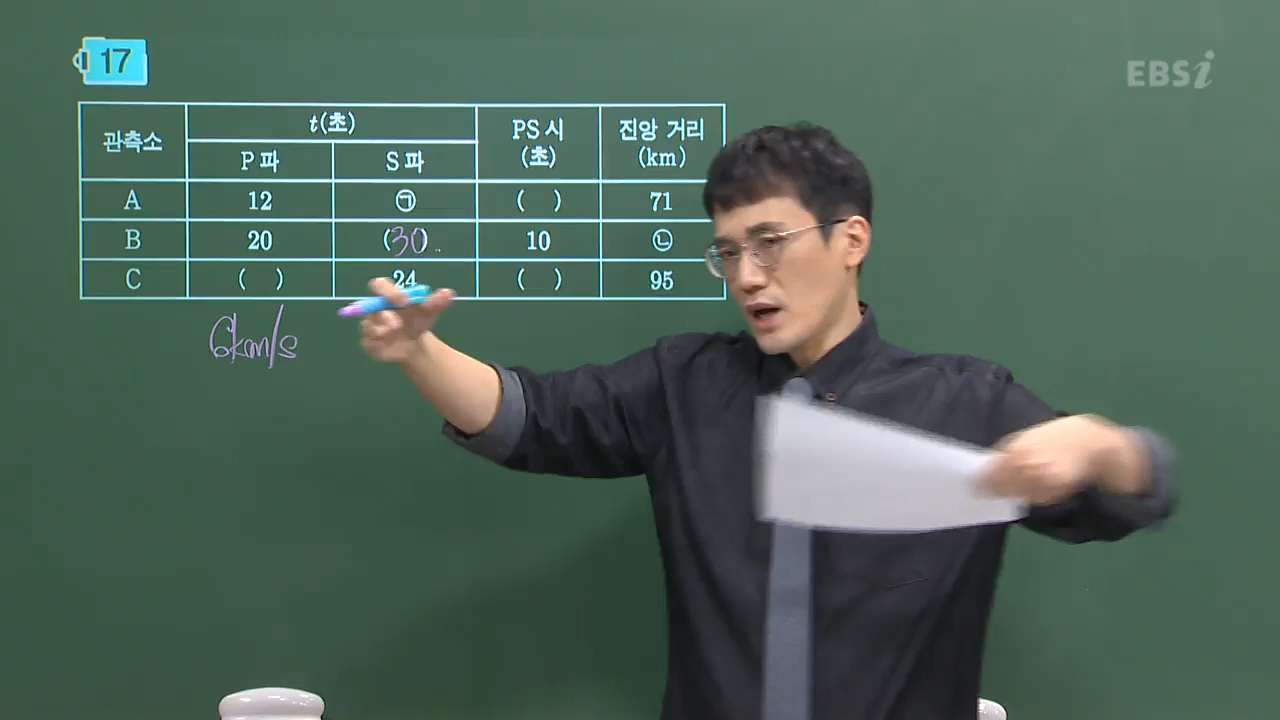 17
EBSi
관측소 t(초) PS시 (초) 진앙 거리 (km)
P파 S파
A 12 ㉠ ( ) 71
B 20 (30) 10 ㉡
C ( ) 24 ( ) 95
6km/s